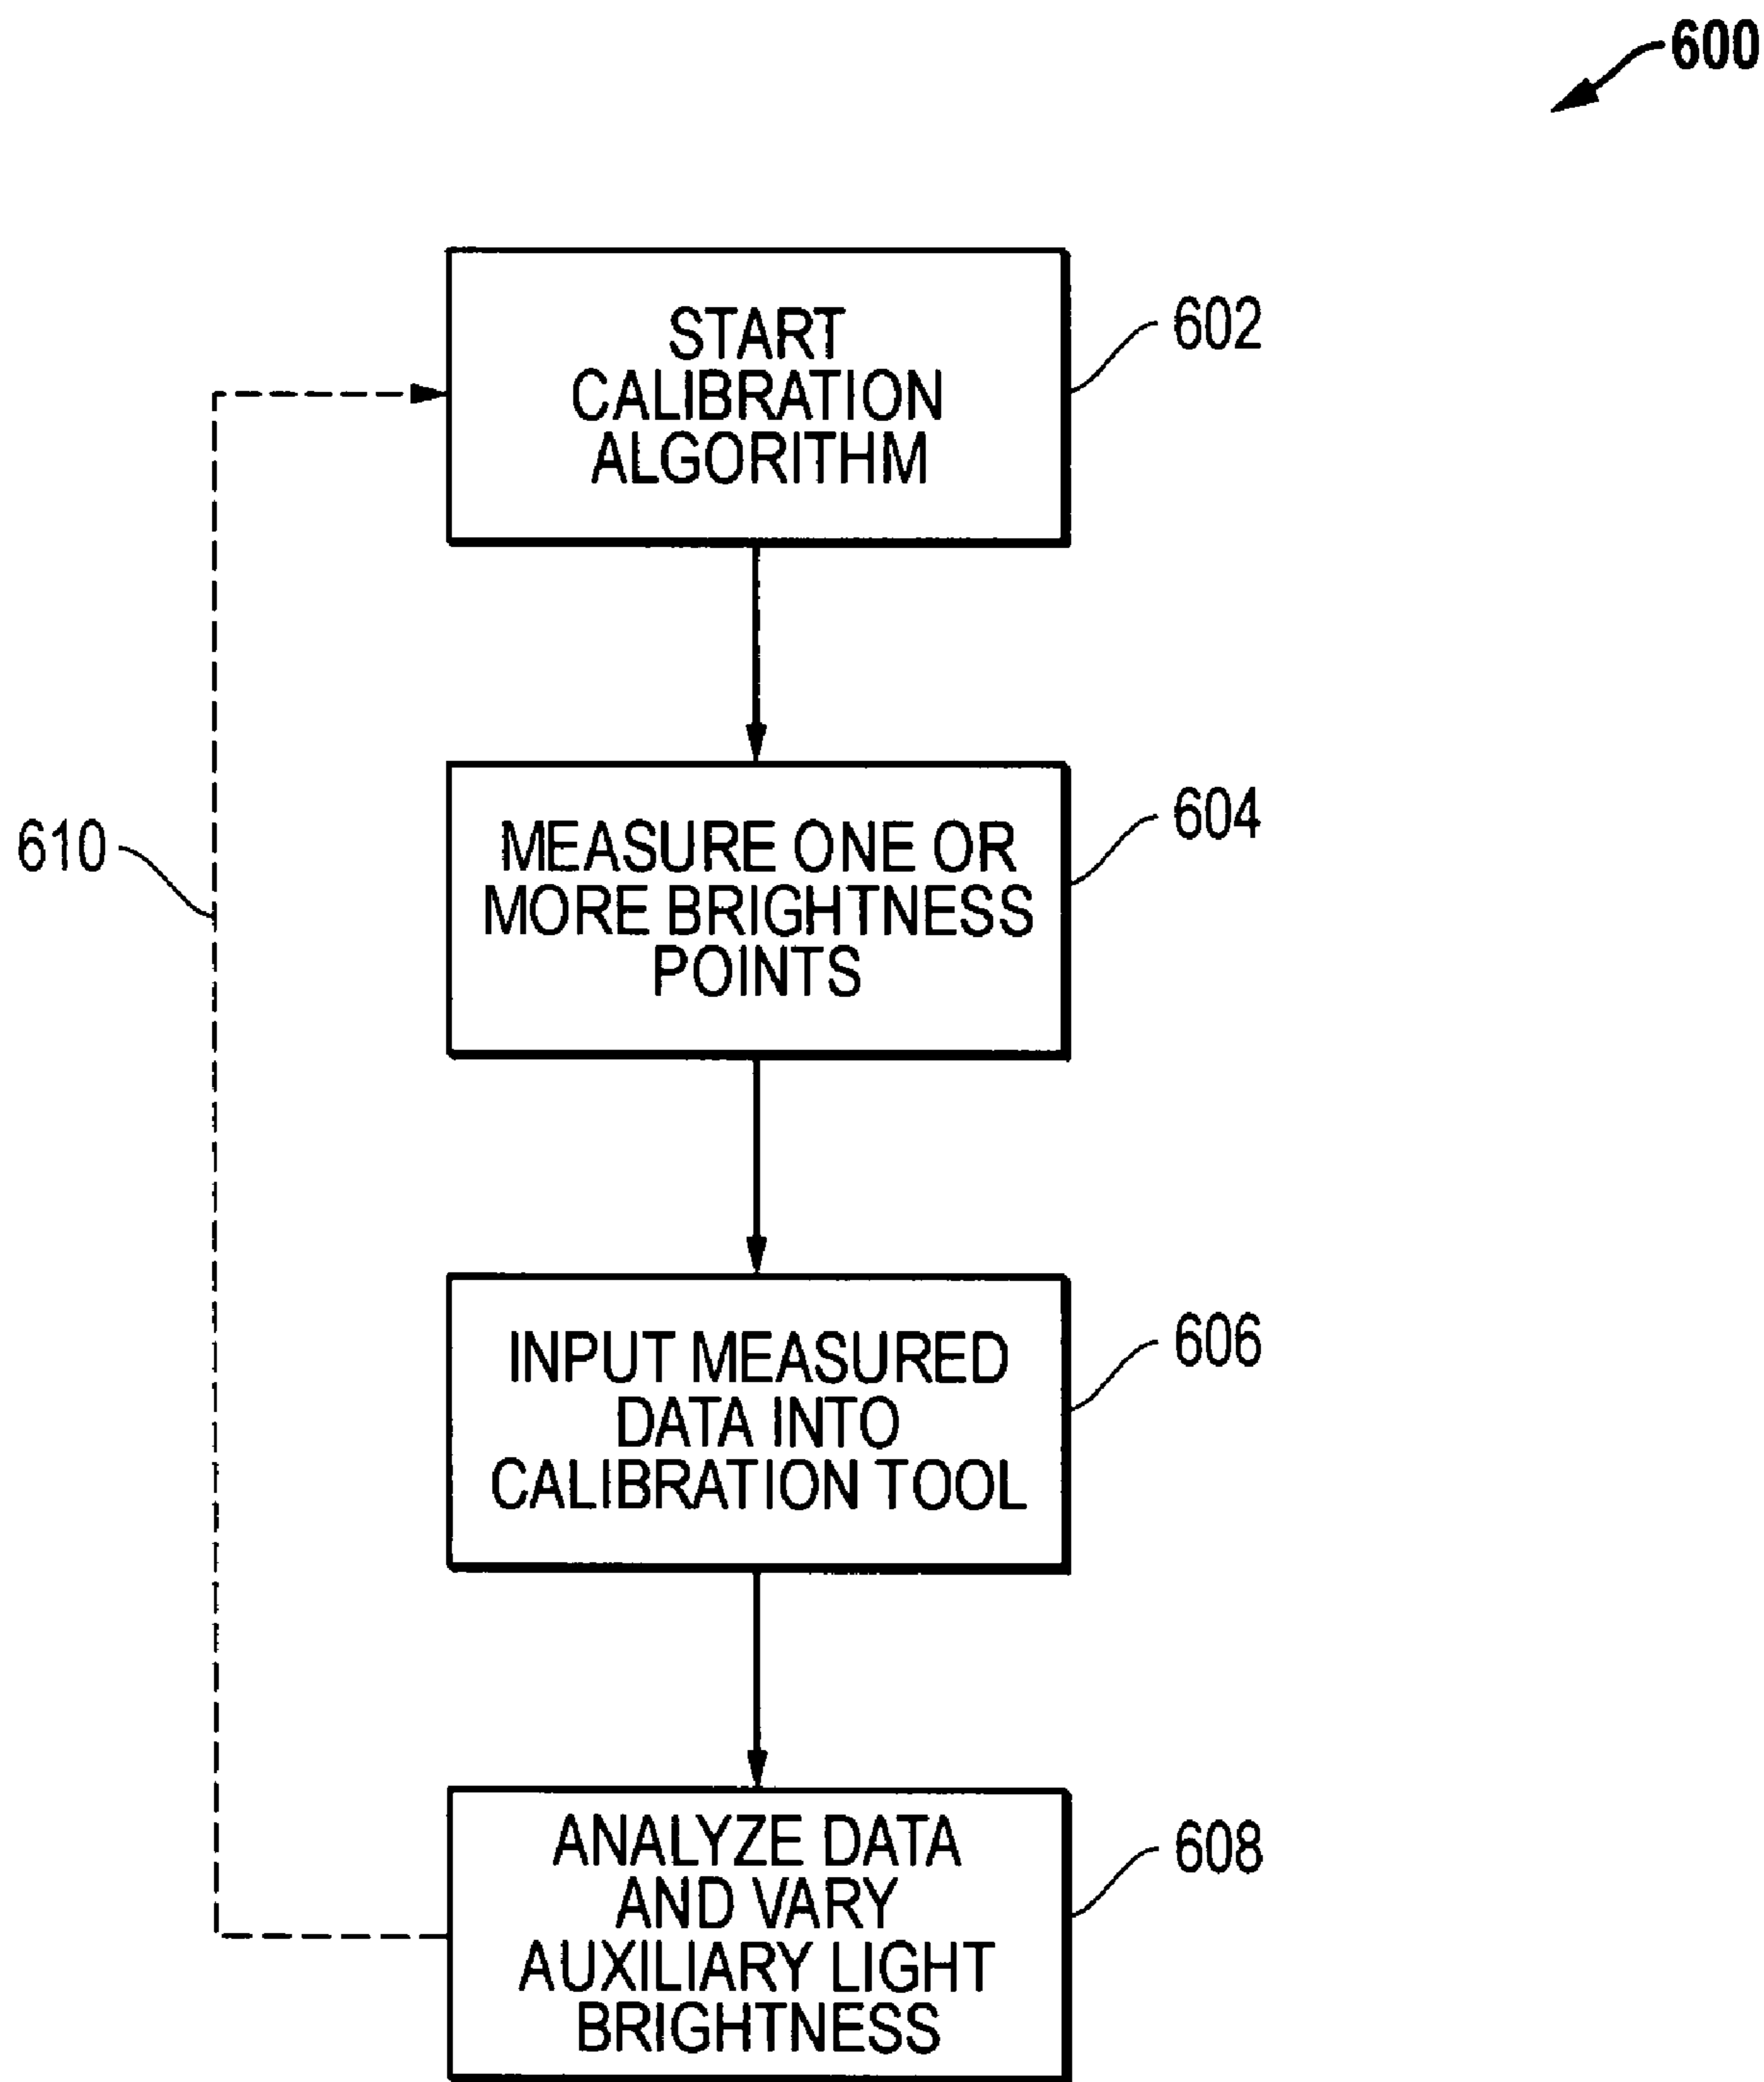 600
START
CALIBRATION
ALGORITHM
602
MEASURE ONE OR
MORE BRIGHTNESS
POINTS
604
610
INPUT MEASURED
DATA INTO
CALIBRATION TOOL
606
ANALYZE DATA
AND VARY
AUXILIARY LIGHT
BRIGHTNESS
608